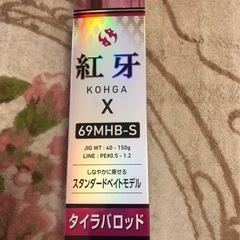 紅牙
KOHGA
X
69MHB-S
JIG WT : 40 - 150g
LINE : PE#0.5 - 1.2
しなやかに乗せる
スタンダードベイトモデル
タイラバロッド